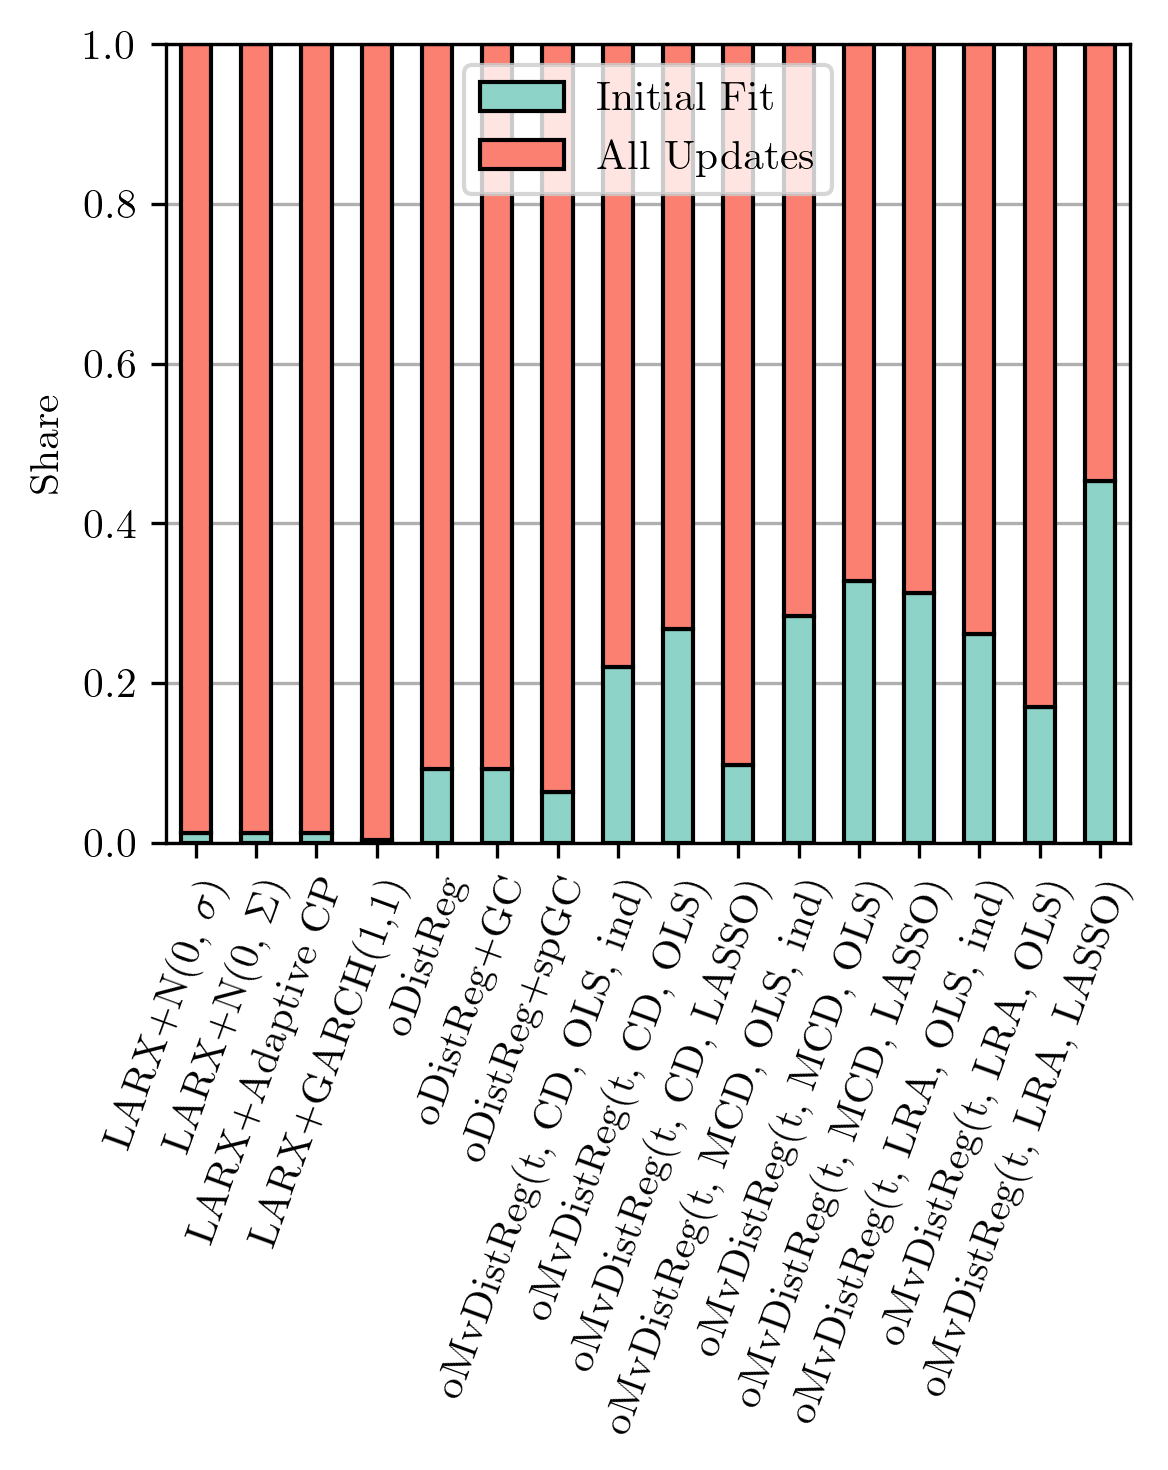 Initial Fit
All Updates
Share
1.0
0.8
0.6
0.4
0.2
0.0
LARX+N(0, σ)
LARX+N(0, Σ)
LARX+Adaptive CP
LARX+GARCH(1,1)
oDistReg
oDistReg+GC
oDistReg+spGC
oMvDistReg(t, CD, OLS, ind)
oMvDistReg(t, CD, OLS)
oMvDistReg(t, CD, LASSO)
oMvDistReg(t, MCD, OLS, ind)
oMvDistReg(t, MCD, OLS)
oMvDistReg(t, MCD, LASSO)
oMvDistReg(t, LRA, OLS, ind)
oMvDistReg(t, LRA, OLS)
oMvDistReg(t, LRA, LASSO)